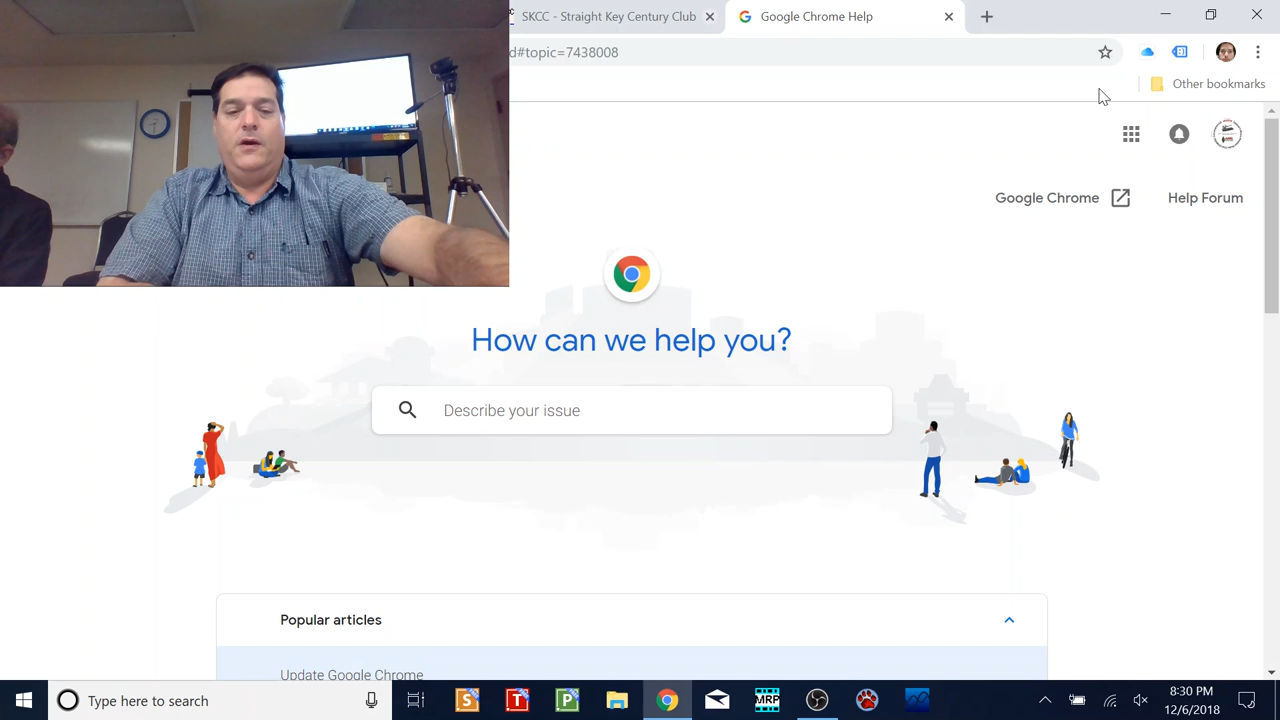 SKCC - Straight Key Century Club
Google Chrome Help
d#topic=7438008
Other bookmarks
Google Chrome
Help Forum
How can we help you?
Describe your issue
Popular articles
Update Google Chrome
Type here to search
S
T
P
MRP
8:30 PM
12/6/2018